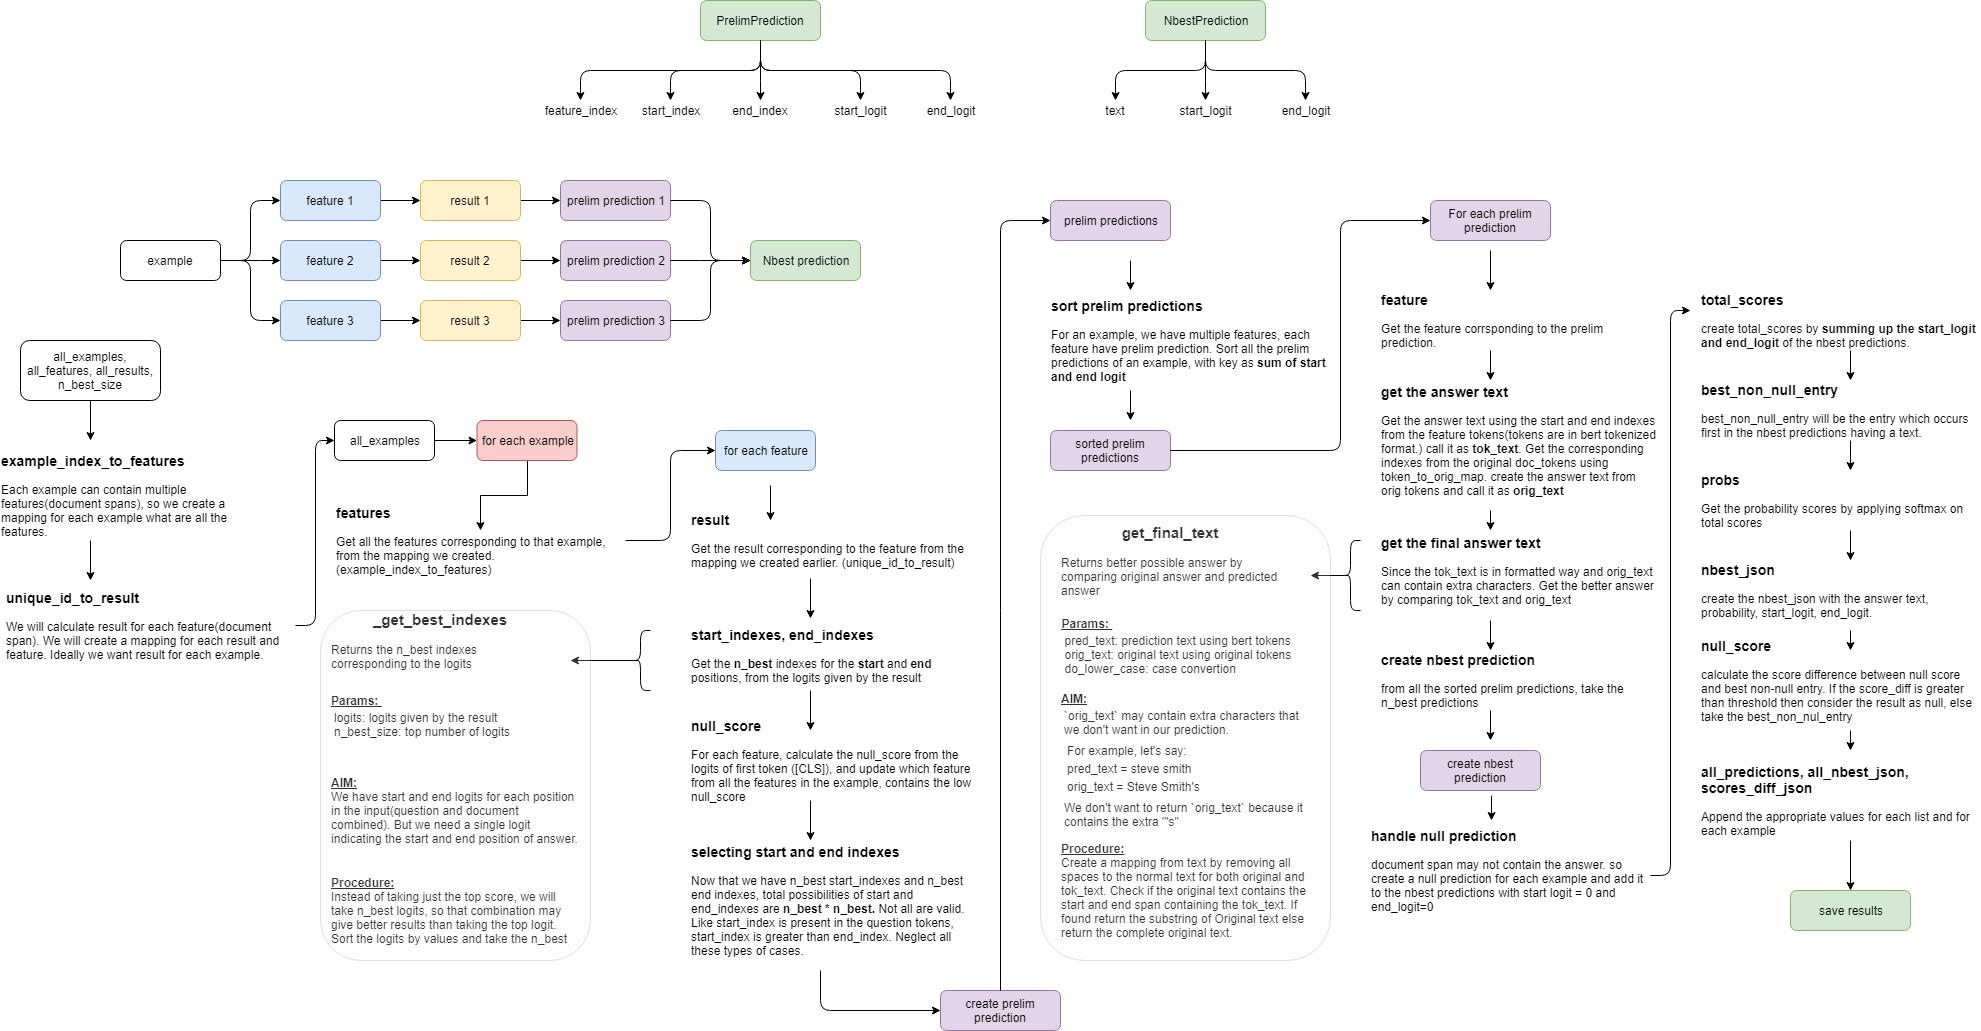 PrelimPrediction
feature_index
start_index
end_index
start_logit
end_logit
NbestPrediction
text
start_logit
end_logit
example
feature 1
result 1
prelim prediction 1
feature 2
result 2
prelim prediction 2
feature 3
result 3
prelim prediction 3
Nbest prediction
all_examples,
all_features, all_results,
n_best_size
example_index_to_features
Each example can contain multiple
features(document spans), so we create a
mapping for each example what are all the
features.
unique_id_to_result
We will calculate result for each feature(document
span). We will create a mapping for each result and
feature. Ideally we want result for each example.
all_examples
for each example
features
Get all the features corresponding to that example,
from the mapping we created.
(example_index_to_features)
_get_best_indexes
Returns the n_best indexes
corresponding to the logits
Params:
logits: logits given by the result
n_best_size: top number of logits
AIM:
We have start and end logits for each position
in the input(question and document
combined). But we need a single logit
indicating the start and end position of answer.
Procedure:
Instead of taking just the top score, we will
take n_best logits, so that combination may
give better results than taking the top logit.
Sort the logits by values and take the n_best
for each feature
result
Get the result corresponding to the feature from the
mapping we created earlier. (unique_id_to_result)
start_indexes, end_indexes
Get the n_best indexes for the start and end
positions, from the logits given by the result
null_score
For each feature, calculate the null_score from the
logits of first token ([CLS]), and update which feature
from all the features in the example, contains the low
null_score
selecting start and end indexes
Now that we have n_best start_indexes and n_best
end indexes, total possibilities of start and
end_indexes are n_best * n_best. Not all are valid.
Like start_index is present in the question tokens,
start_index is greater than end_index. Neglect all
these types of cases.
create prelim
prediction
prelim predictions
sort prelim predictions
For an example, we have multiple features, each
feature have prelim prediction. Sort all the prelim
predictions of an example, with key as sum of start
and end logit
sorted prelim
predictions
get_final_text
Returns better possible answer by
comparing original answer and predicted
answer
Params:
pred_text: prediction text using bert tokens
orig_text: original text using original tokens
do_lower_case: case convertion
AIM:
`orig_text` may contain extra characters that
we don't want in our prediction.
For example, let's say:
pred_text = steve smith
orig_text = Steve Smith's
We don't want to return `orig_text` because it
contains the extra "'s"
Procedure:
Create a mapping from text by removing all
spaces to the normal text for both original and
tok_text. Check if the original text contains the
start and end span containing the tok_text. If
found return the substring of Original text else
return the complete original text.
For each prelim
prediction
feature
Get the feature corrsponding to the prelim
prediction.
get the answer text
Get the answer text using the start and end indexes
from the feature tokens(tokens are in bert tokenized
format.) call it as tok_text. Get the corresponding
indexes from the original doc_tokens using
token_to_orig_map. create the answer text from
orig tokens and call it as orig_text
get the final answer text
Since the tok_text is in formatted way and orig_text
can contain extra characters. Get the better answer
by comparing tok_text and orig_text
create nbest prediction
from all the sorted prelim predictions, take the
n_best predictions
create nbest
prediction
handle null prediction
document span may not contain the answer. so
create a null prediction for each example and add it
to the nbest predictions with start logit = 0 and
end_logit=0
total_scores
create total_scores by summing up the start_logit
and end_logit of the nbest predictions.
best_non_null_entry
best_non_null_entry will be the entry which occurs
first in the nbest predictions having a text.
probs
Get the probability scores by applying softmax on
total scores
nbest_json
create the nbest_json with the answer text,
probability, start_logit, end_logit.
null_score
calculate the score difference between null score
and best non-null entry. If the score_diff is greater
than threshold then consider the result as null, else
take the best_non_nul_entry
all_predictions, all_nbest_json,
scores_diff_json
Append the appropriate values for each list and for
each example
save results